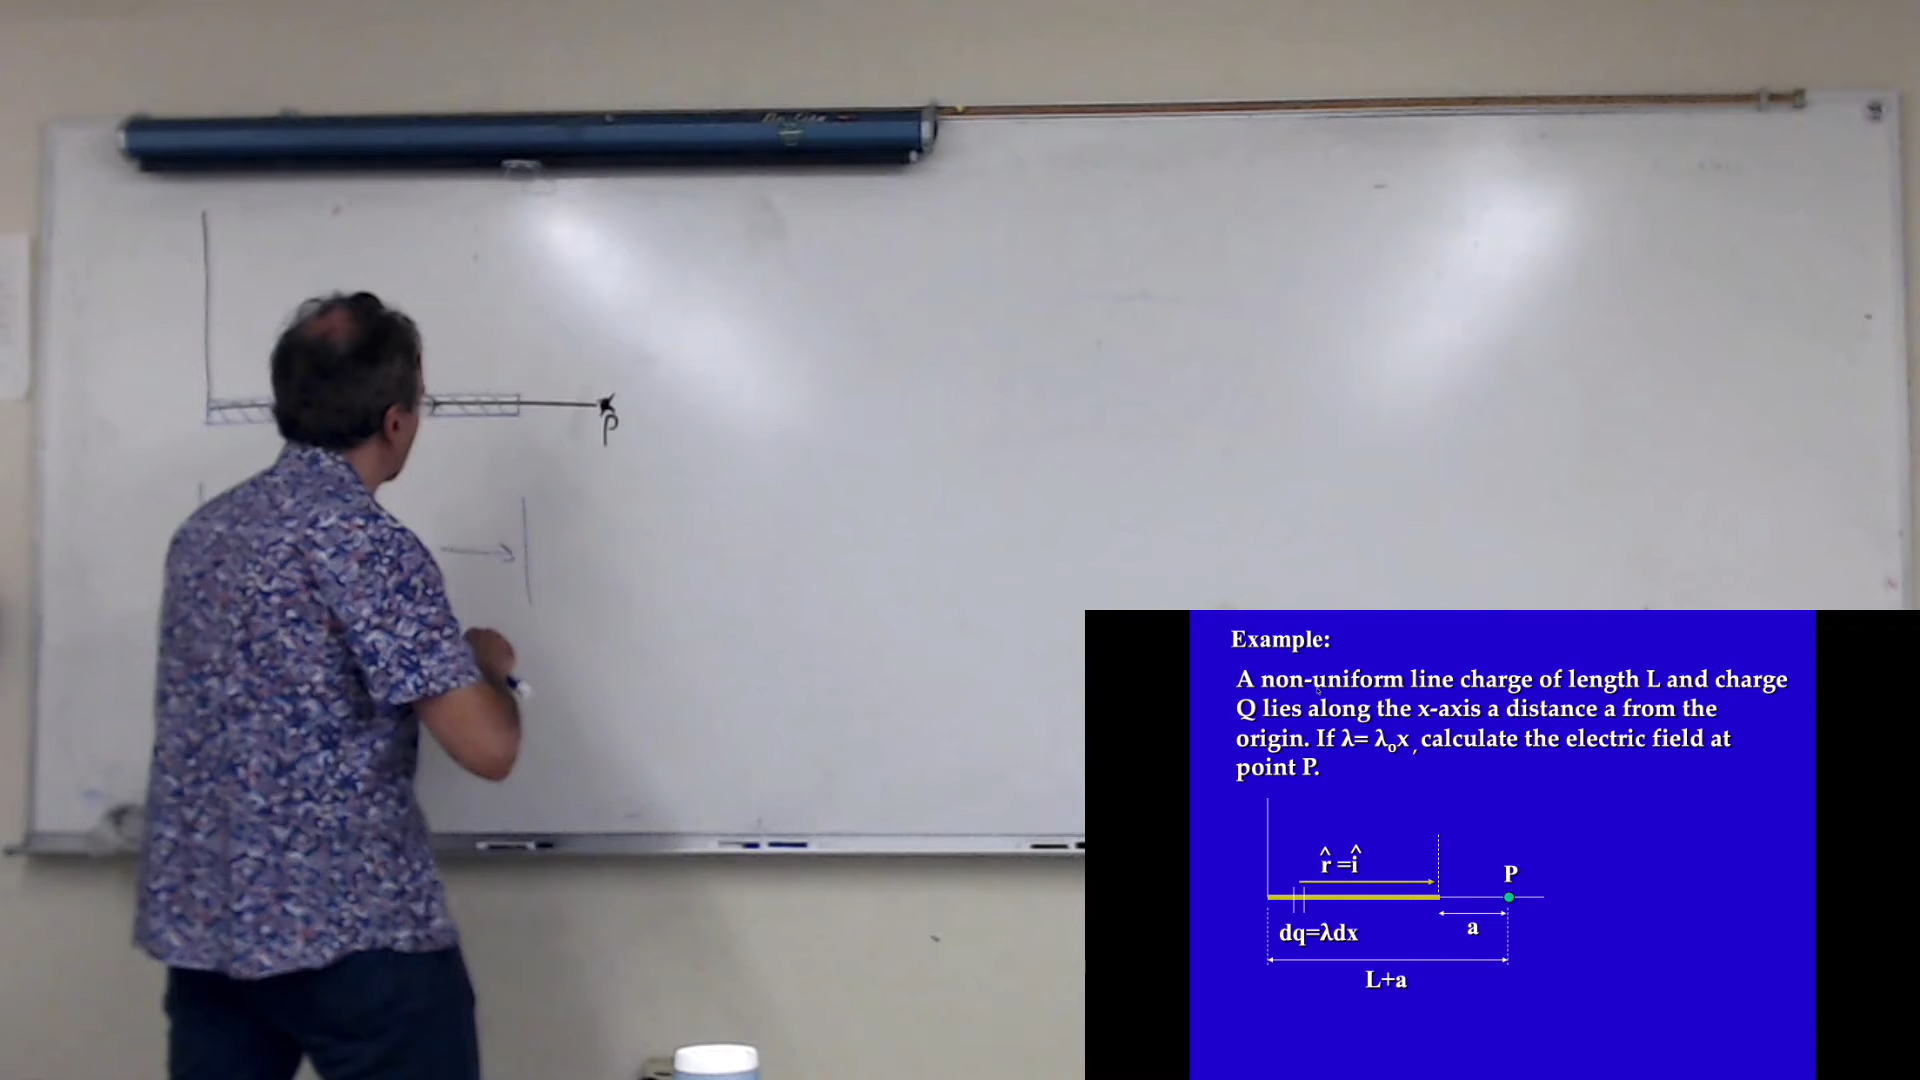 P
Example:
A non-uniform line charge of length L and charge
Q lies along the x-axis a distance a from the
origin. If λ= λₒx , calculate the electric field at
point P.
r̂ =î
P
dq=λdx
a
L+a